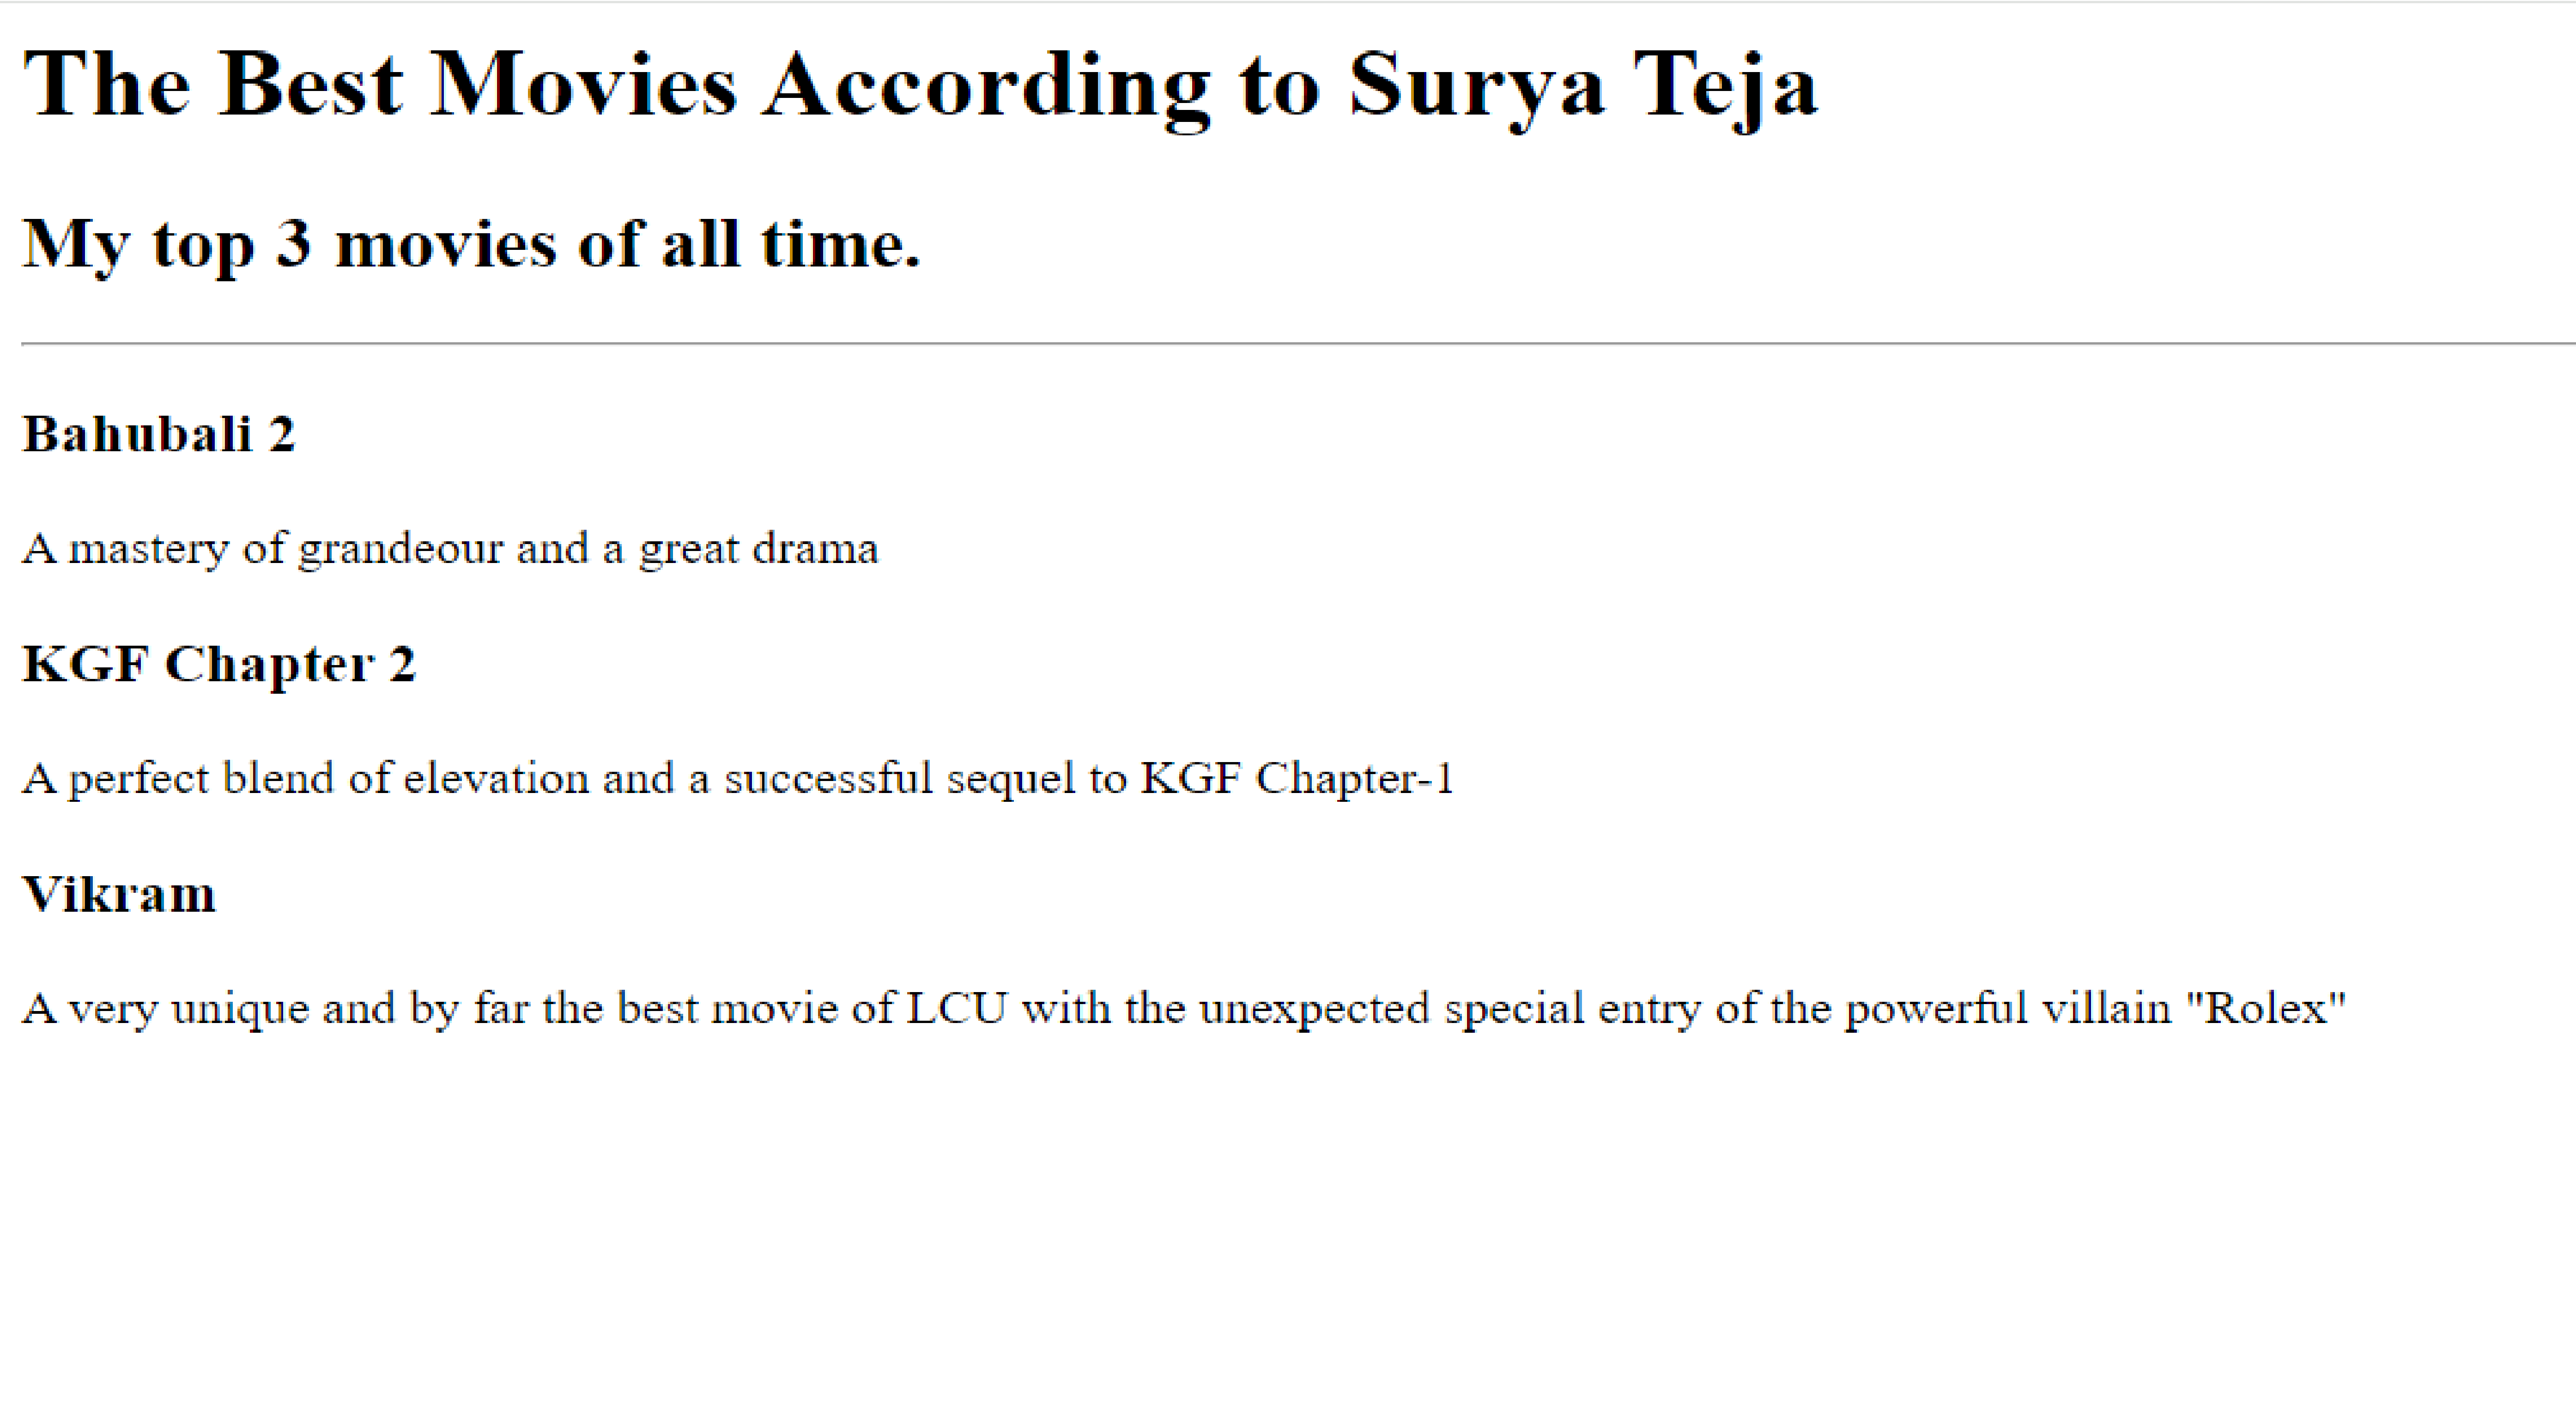 The Best Movies According to Surya Teja
My top 3 movies of all time.
Bahubali 2
A mastery of grandeour and a great drama
KGF Chapter 2
A perfect blend of elevation and a successful sequel to KGF Chapter-1
Vikram
A very unique and by far the best movie of LCU with the unexpected special entry of the powerful villain "Rolex"